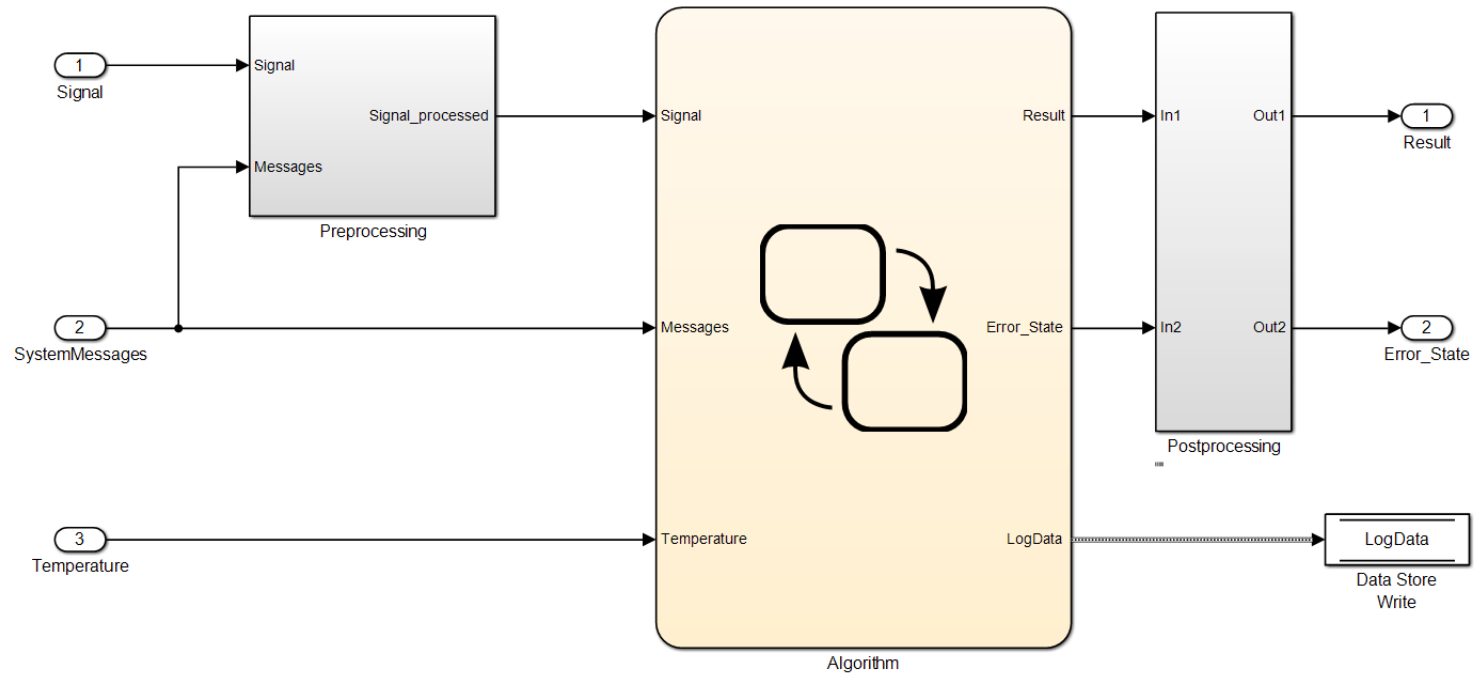 1
Signal
Signal
Signal_processed
Messages
Preprocessing
2
SystemMessages
3
Temperature
Signal
Messages
Temperature
Result
Error_State
LogData
Algorithm
In1
Out1
In2
Out2
Postprocessing
1
Result
2
Error_State
LogData
Data Store
Write